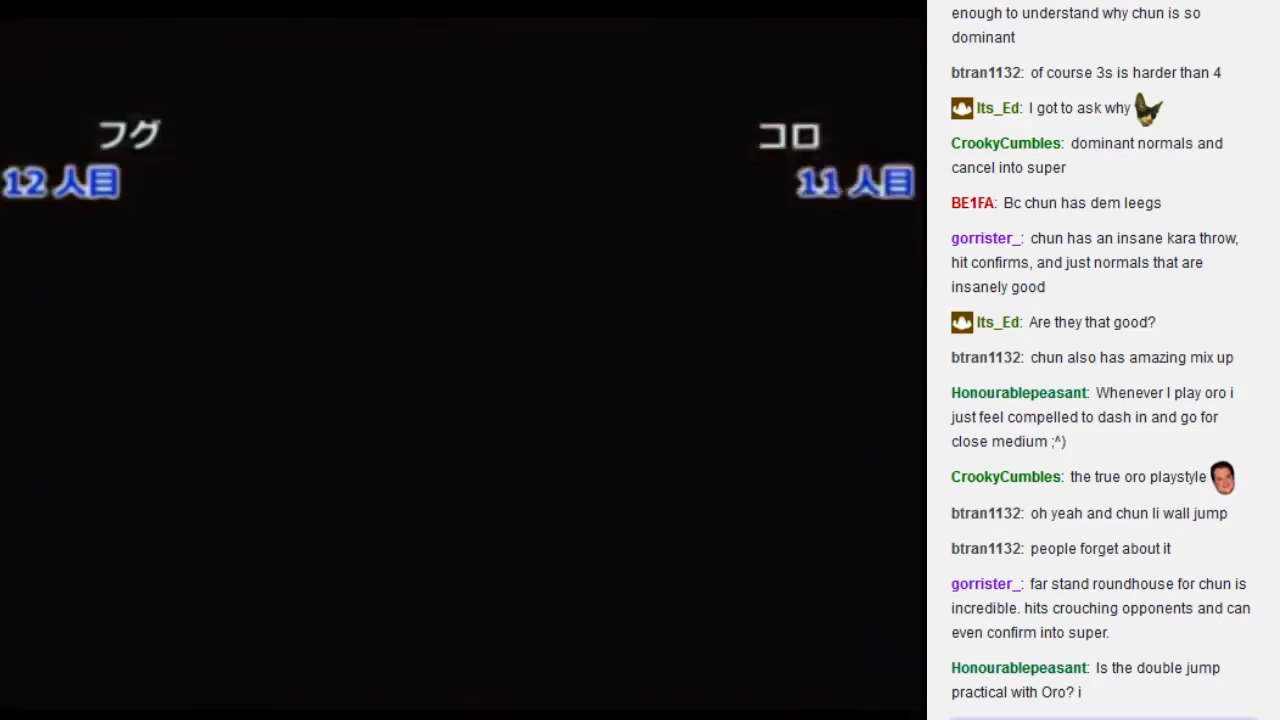 フグ
コロ
12 人目
11 人目
enough to understand why chun is so
dominant
btran1132: of course 3s is harder than 4
Its_Ed: I got to ask why
CrookyCumbles: dominant normals and
cancel into super
BE1FA: Bc chun has dem leegs
gorrister_: chun has an insane kara throw,
hit confirms, and just normals that are
insanely good
Its_Ed: Are they that good?
btran1132: chun also has amazing mix up
Honourablepeasant: Whenever I play oro i
just feel compelled to dash in and go for
close medium ;^)
CrookyCumbles: the true oro playstyle
btran1132: oh yeah and chun li wall jump
btran1132: people forget about it
gorrister_: far stand roundhouse for chun is
incredible. hits crouching opponents and can
even confirm into super.
Honourablepeasant: Is the double jump
practical with Oro? i